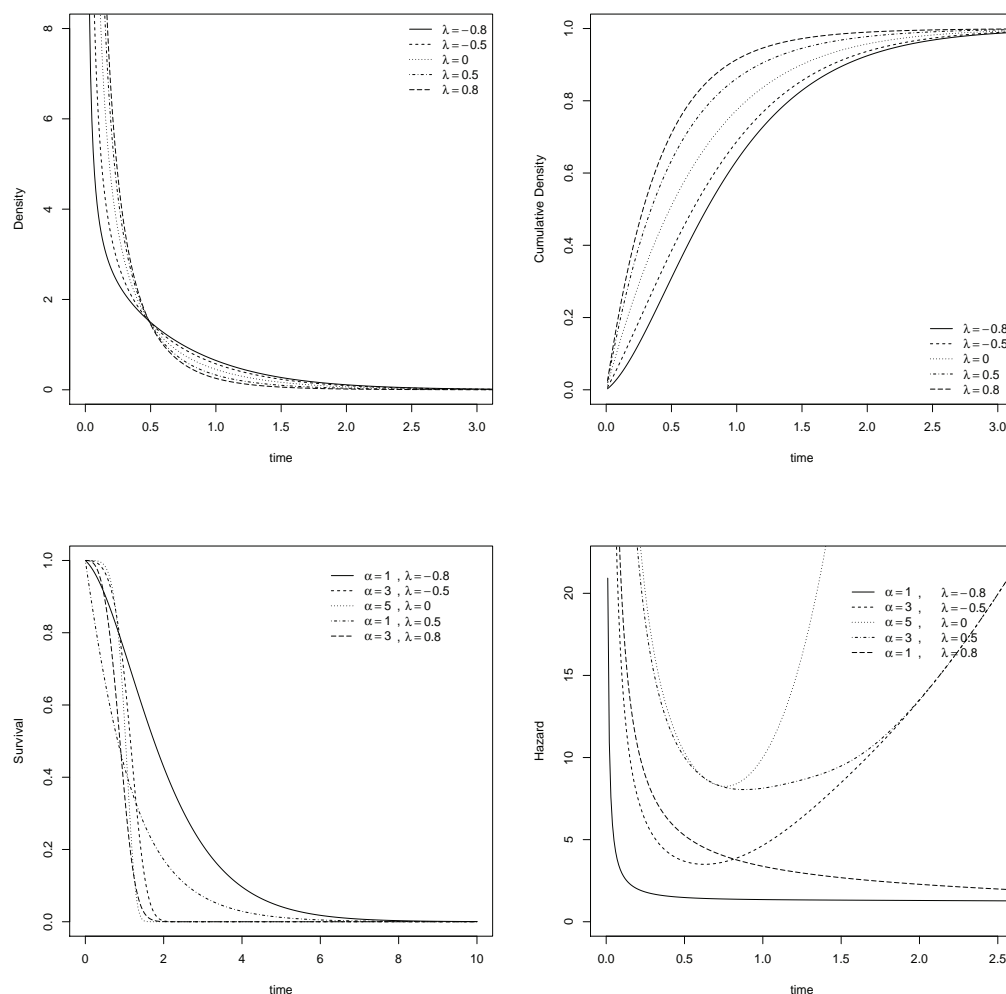 λ=−0.8
λ=−0.5
λ=0
λ=0.5
λ=0.8
Density
0 2 4 6 8
0.0 0.5 1.0 1.5 2.0 2.5 3.0
time
λ=−0.8
λ=−0.5
λ=0
λ=0.5
λ=0.8
Cumulative Density
0.0 0.2 0.4 0.6 0.8 1.0
0.0 0.5 1.0 1.5 2.0 2.5 3.0
time
α=1 , λ=−0.8
α=3 , λ=−0.5
α=5 , λ=0
α=1 , λ=0.5
α=3 , λ=0.8
Survival
0.0 0.2 0.4 0.6 0.8 1.0
0 2 4 6 8 10
time
α=1 , λ=−0.8
α=3 , λ=−0.5
α=5 , λ=0
α=3 , λ=0.5
α=1 , λ=0.8
Hazard
0 5 10 15 20
0.0 0.5 1.0 1.5 2.0 2.5
time